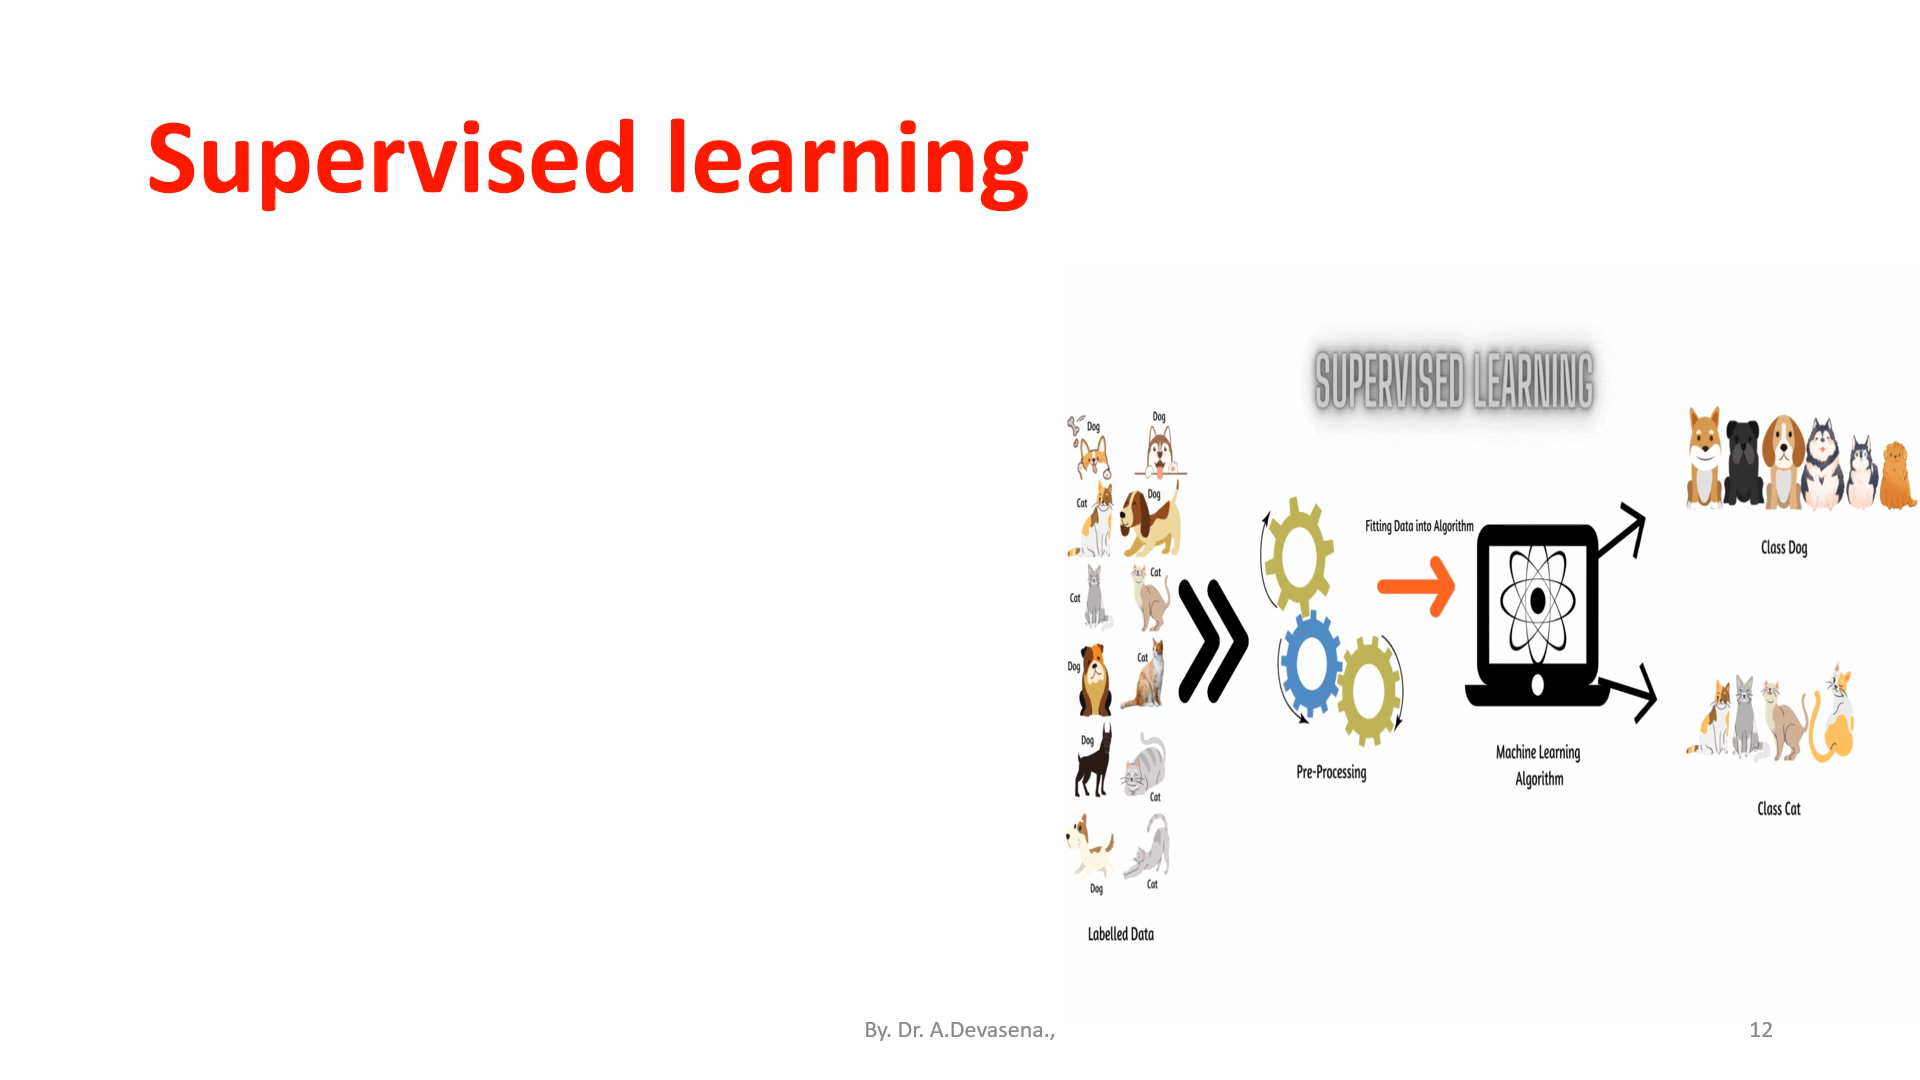 Supervised learning
SUPERVISED LEARNING
Dog
Dog
Cat
Dog
Cat
Cat
Dog
Cat
Dog
Cat
Dog
Cat
Labelled Data
Pre-Processing
Fitting Data into Algorithm
Machine Learning
Algorithm
Class Dog
Class Cat
By. Dr. A.Devasena.,
12